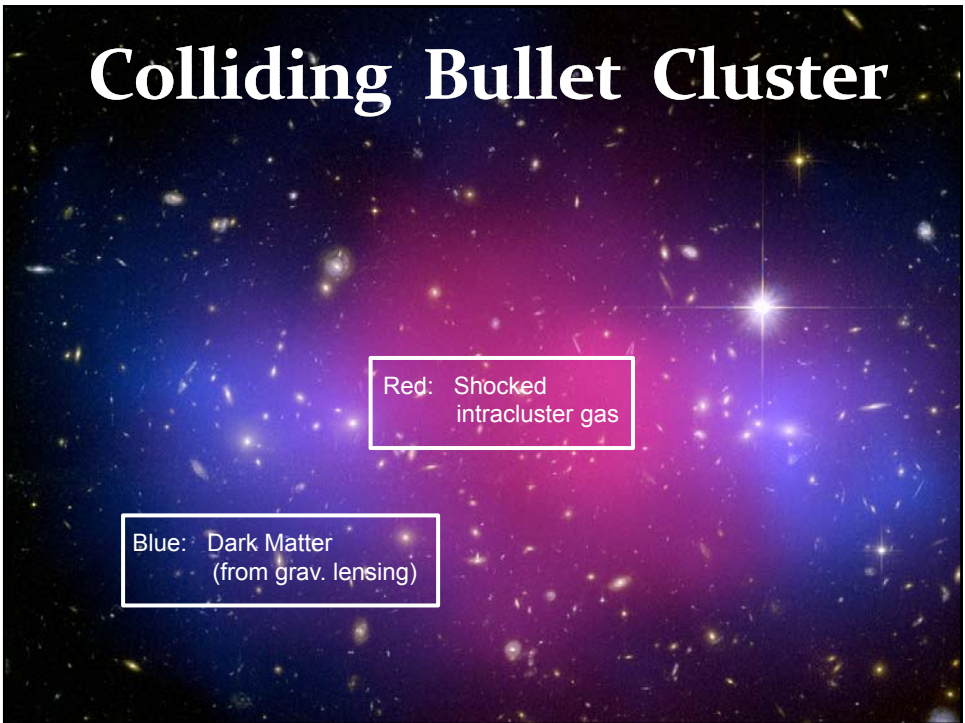 Colliding Bullet Cluster
Red: Shocked
intracluster gas
Blue: Dark Matter
(from grav. lensing)